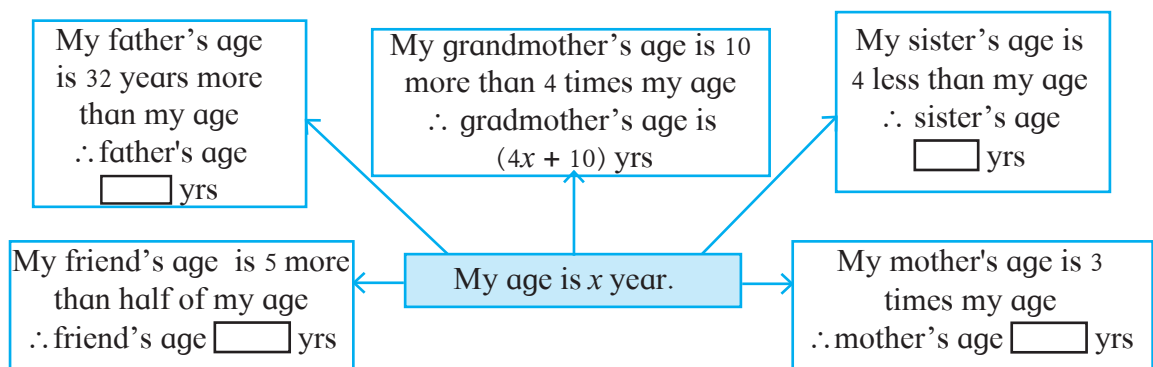 My father’s age
is 32 years more
than my age
∴ father's age
yrs
My grandmother’s age is 10
more than 4 times my age
∴ gradmother’s age is
(4x + 10) yrs
My sister’s age is
4 less than my age
∴ sister’s age
yrs
My friend’s age is 5 more
than half of my age
∴ friend’s age yrs
My age is x year.
My mother's age is 3
times my age
∴ mother’s age yrs